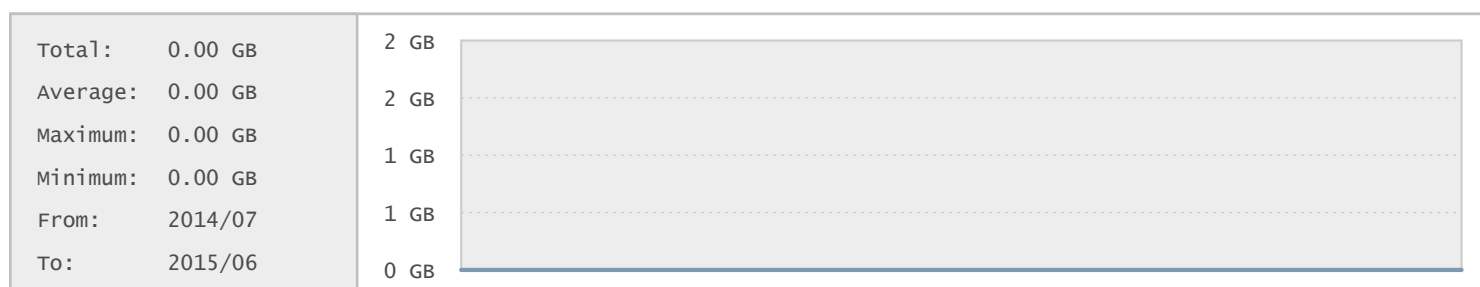 Total: 0.00 GB
Average: 0.00 GB
Maximum: 0.00 GB
Minimum: 0.00 GB
From: 2014/07
To: 2015/06
2 GB
2 GB
1 GB
1 GB
0 GB